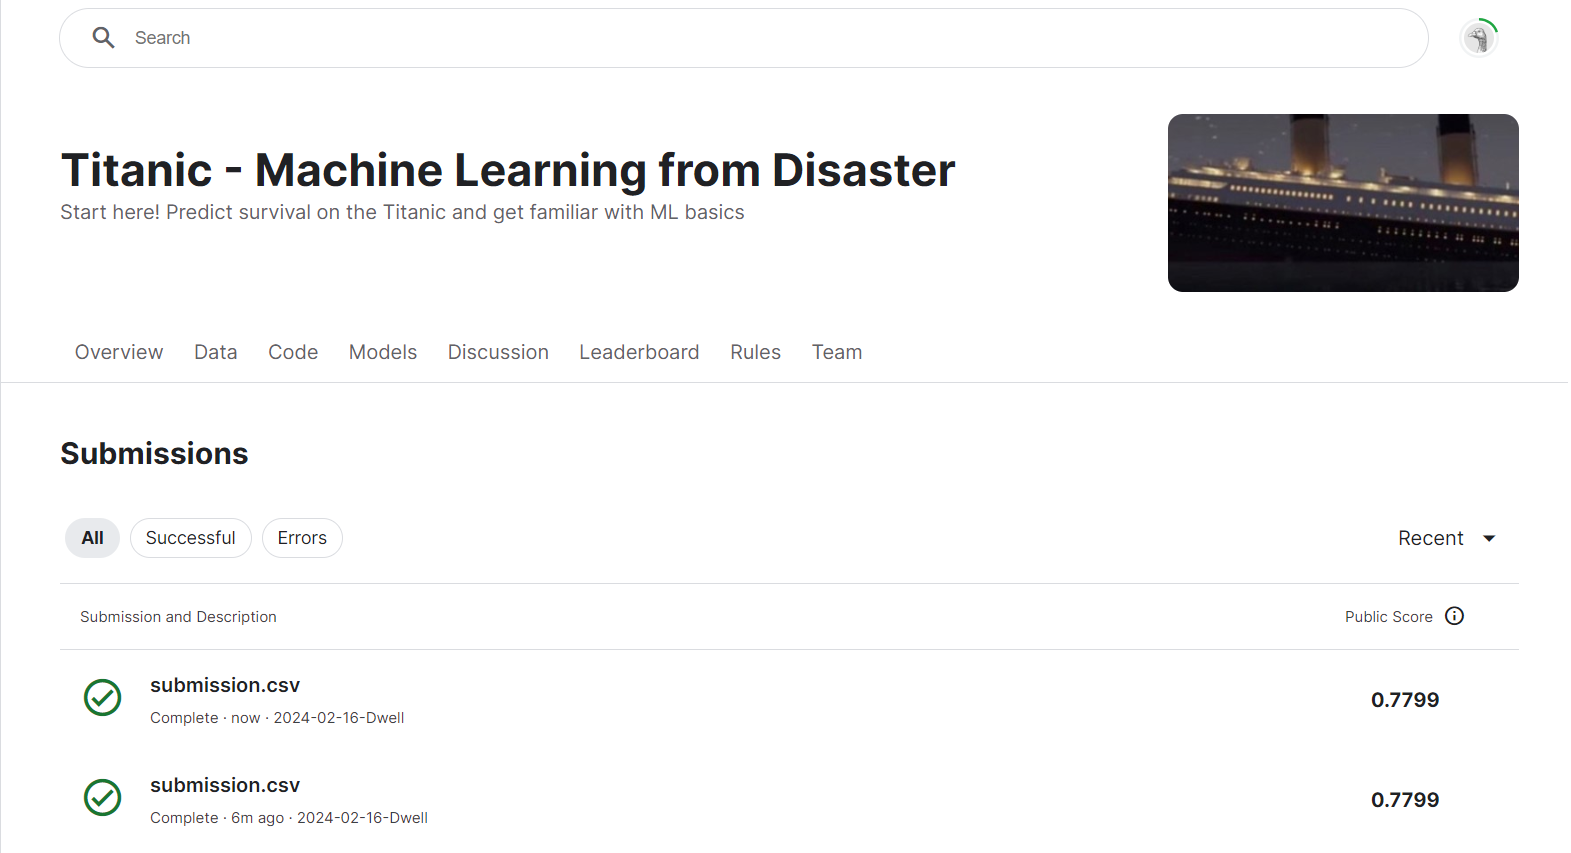 Search
Titanic - Machine Learning from Disaster
Start here! Predict survival on the Titanic and get familiar with ML basics
Overview Data Code Models Discussion Leaderboard Rules Team
Submissions
All Successful Errors Recent
Submission and Description Public Score
submission.csv
0.7799
Complete · now · 2024-02-16-Dwell
submission.csv
0.7799
Complete · 6m ago · 2024-02-16-Dwell